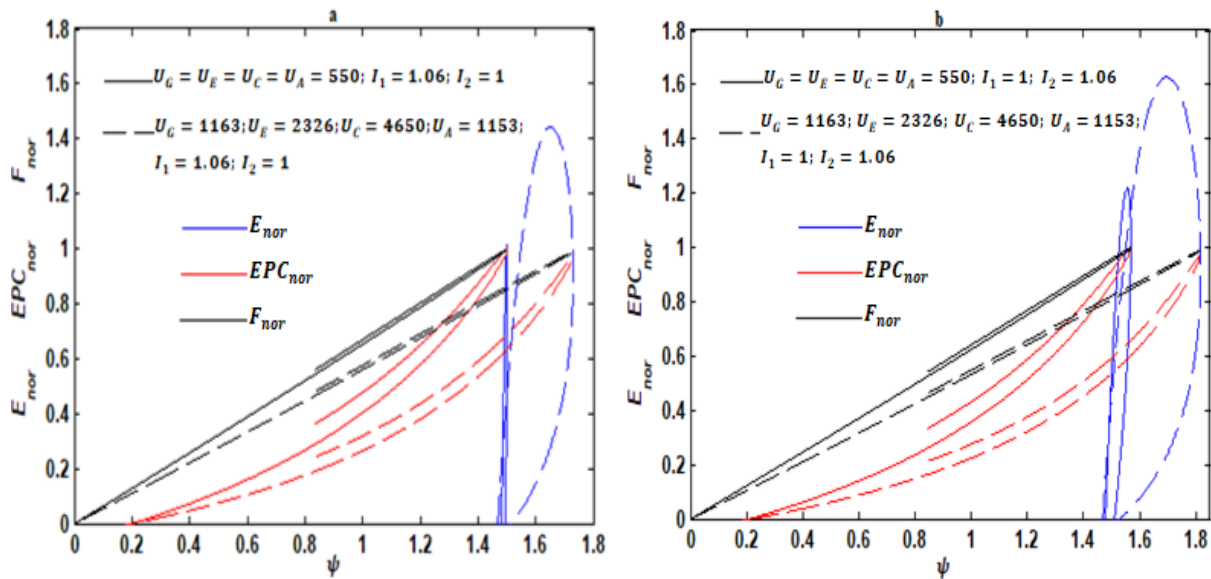 a
1.8
1.6
1.4
1.2
1
0.8
0.6
0.4
0.2
0
E_nor EPC_nor F_nor
U_G = U_E = U_C = U_A = 550; I_1 = 1.06; I_2 = 1
U_G = 1163; U_E = 2326; U_C = 4650; U_A = 1153;
I_1 = 1.06; I_2 = 1
E_nor
EPC_nor
F_nor
0 0.2 0.4 0.6 0.8 1 1.2 1.4 1.6 1.8
ψ
b
1.8
1.6
1.4
1.2
1
0.8
0.6
0.4
0.2
0
E_nor EPC_nor F_nor
U_G = U_E = U_C = U_A = 550; I_1 = 1; I_2 = 1.06
U_G = 1163; U_E = 2326; U_C = 4650; U_A = 1153;
I_1 = 1; I_2 = 1.06
E_nor
EPC_nor
F_nor
0 0.2 0.4 0.6 0.8 1 1.2 1.4 1.6 1.8
ψ